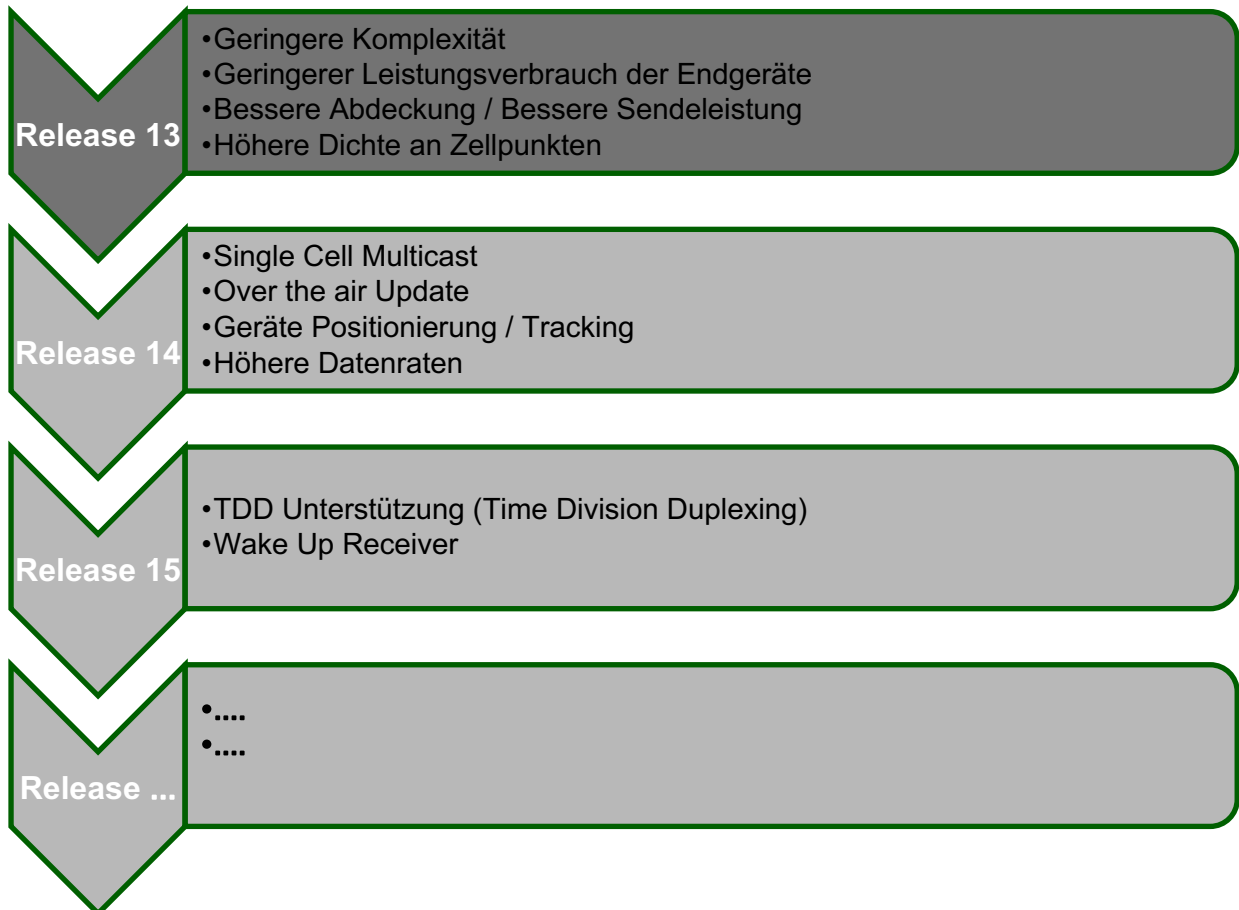 Release 13
•Geringere Komplexität
•Geringerer Leistungsverbrauch der Endgeräte
•Bessere Abdeckung / Bessere Sendeleistung
•Höhere Dichte an Zellpunkten
Release 14
•Single Cell Multicast
•Over the air Update
•Geräte Positionierung / Tracking
•Höhere Datenraten
Release 15
•TDD Unterstützung (Time Division Duplexing)
•Wake Up Receiver
Release ...
•....
•....